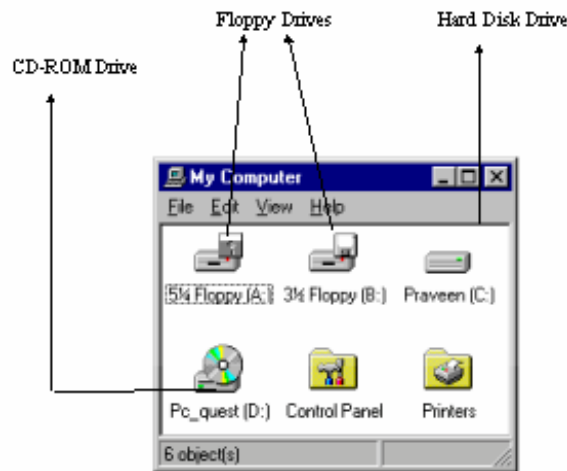 Floppy Drives
Hard Disk Drive
CD-ROM Drive
My Computer
File Edit View Help
5¼ Floppy (A:) 3½ Floppy (B:) Praveen (C:)
Pc_quest (D:) Control Panel Printers
6 object(s)